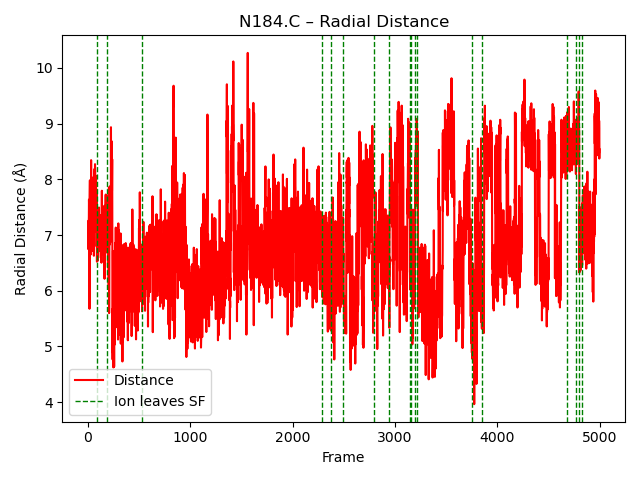 N184.C – Radial Distance
Radial Distance (Å)
10
9
8
7
6
5
4
Distance
Ion leaves SF
0
1000
2000
3000
4000
5000
Frame